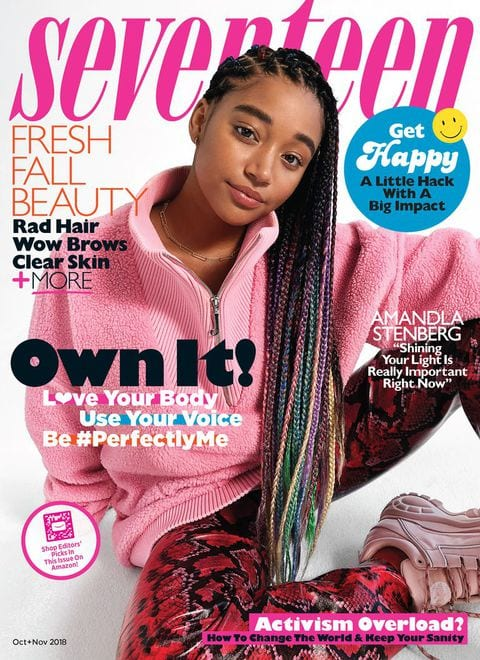 seventeen
FRESH
FALL
BEAUTY
Rad Hair
Wow Brows
Clear Skin
+MORE
Get
Happy
A Little Hack
With A
Big Impact
AMANDLA
STENBERG
“Shining
Your Light Is
Really Important
Right Now”
Own It!
L♥ve Your Body
Use Your Voice
Be #PerfectlyMe
Shop Editors'
Picks In
This Issue On
Amazon!
Activism Overload?
How To Change The World & Keep Your Sanity
Oct+Nov 2018